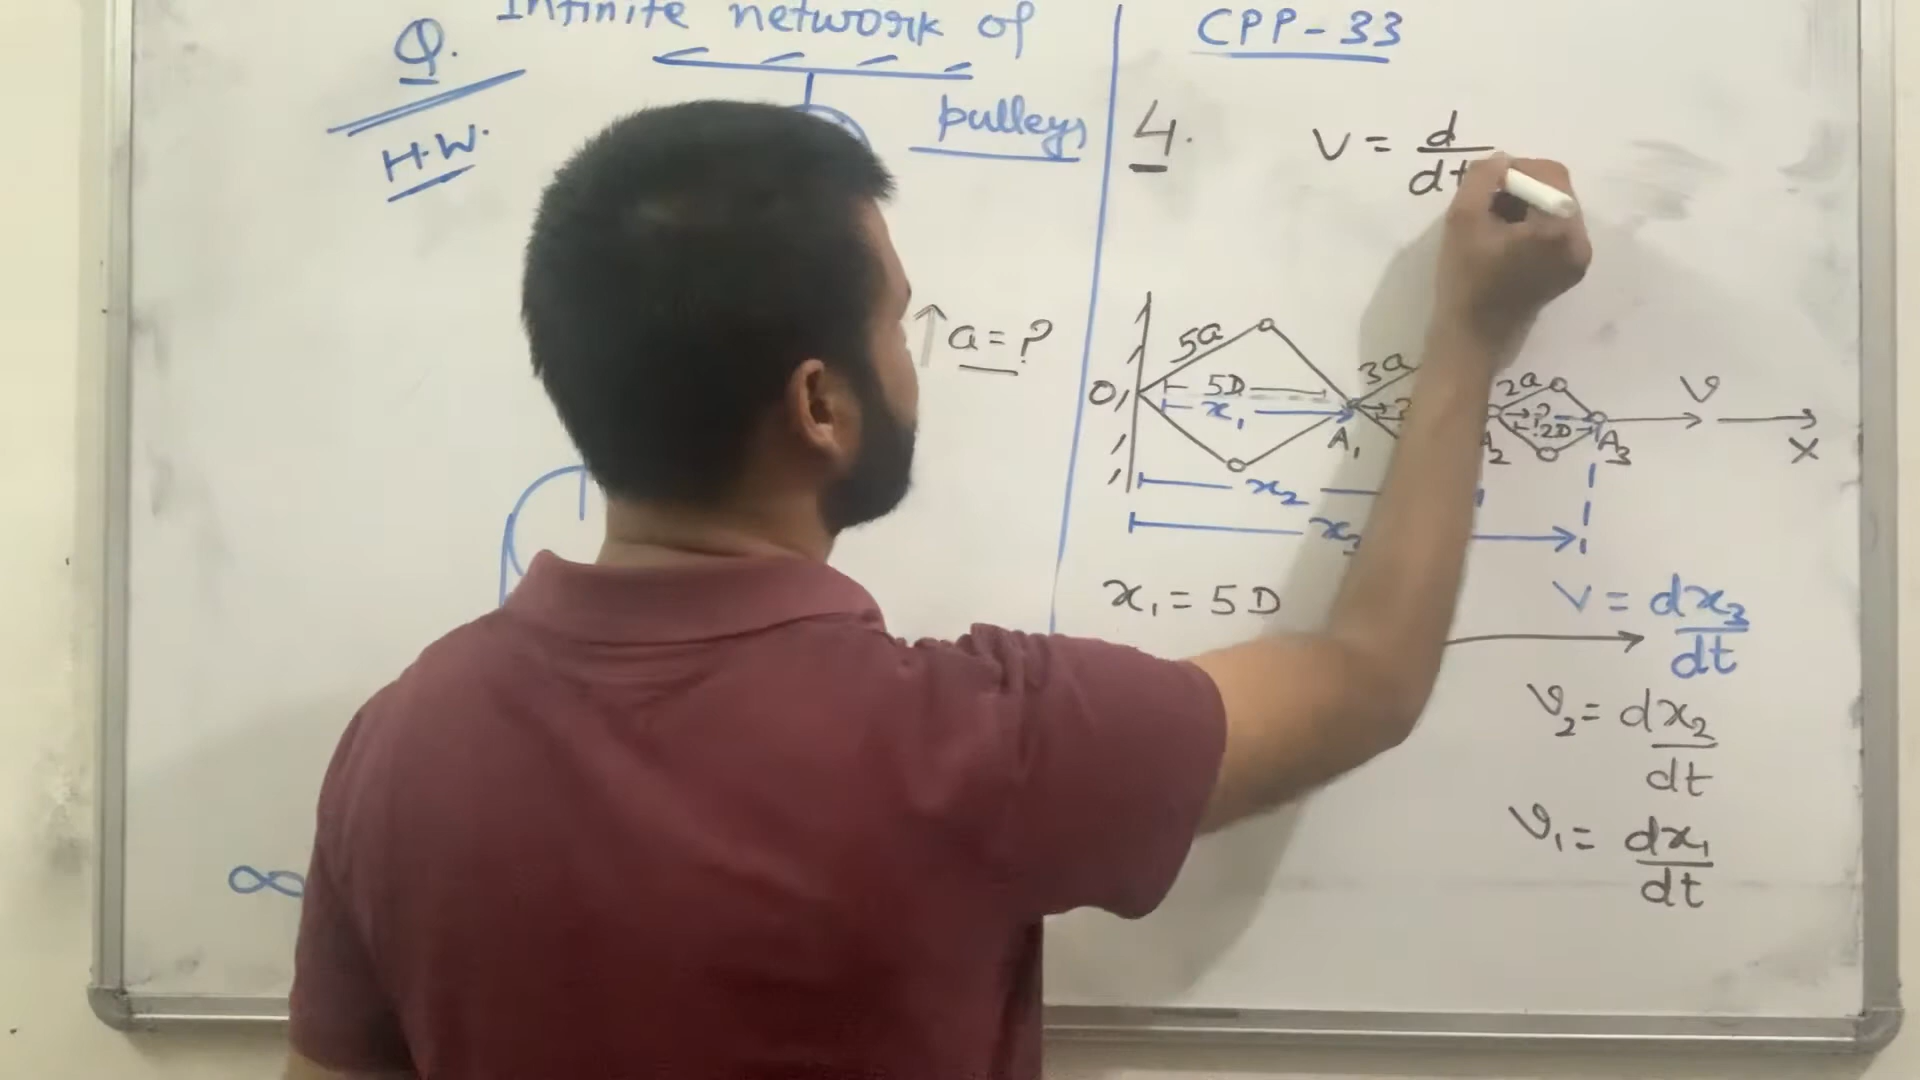 Q. Infinite network of
pulleys
H.W.
a = ?
∞
CPP-33
4.
V = d/dt
5a
3a
2a
O,
5D
x₁
?
?
2D
A₁
A₂
A₃
v
X
x₂
x₃
x₁ = 5D
V = dx₃/dt
v₂ = dx₂/dt
v₁ = dx₁/dt